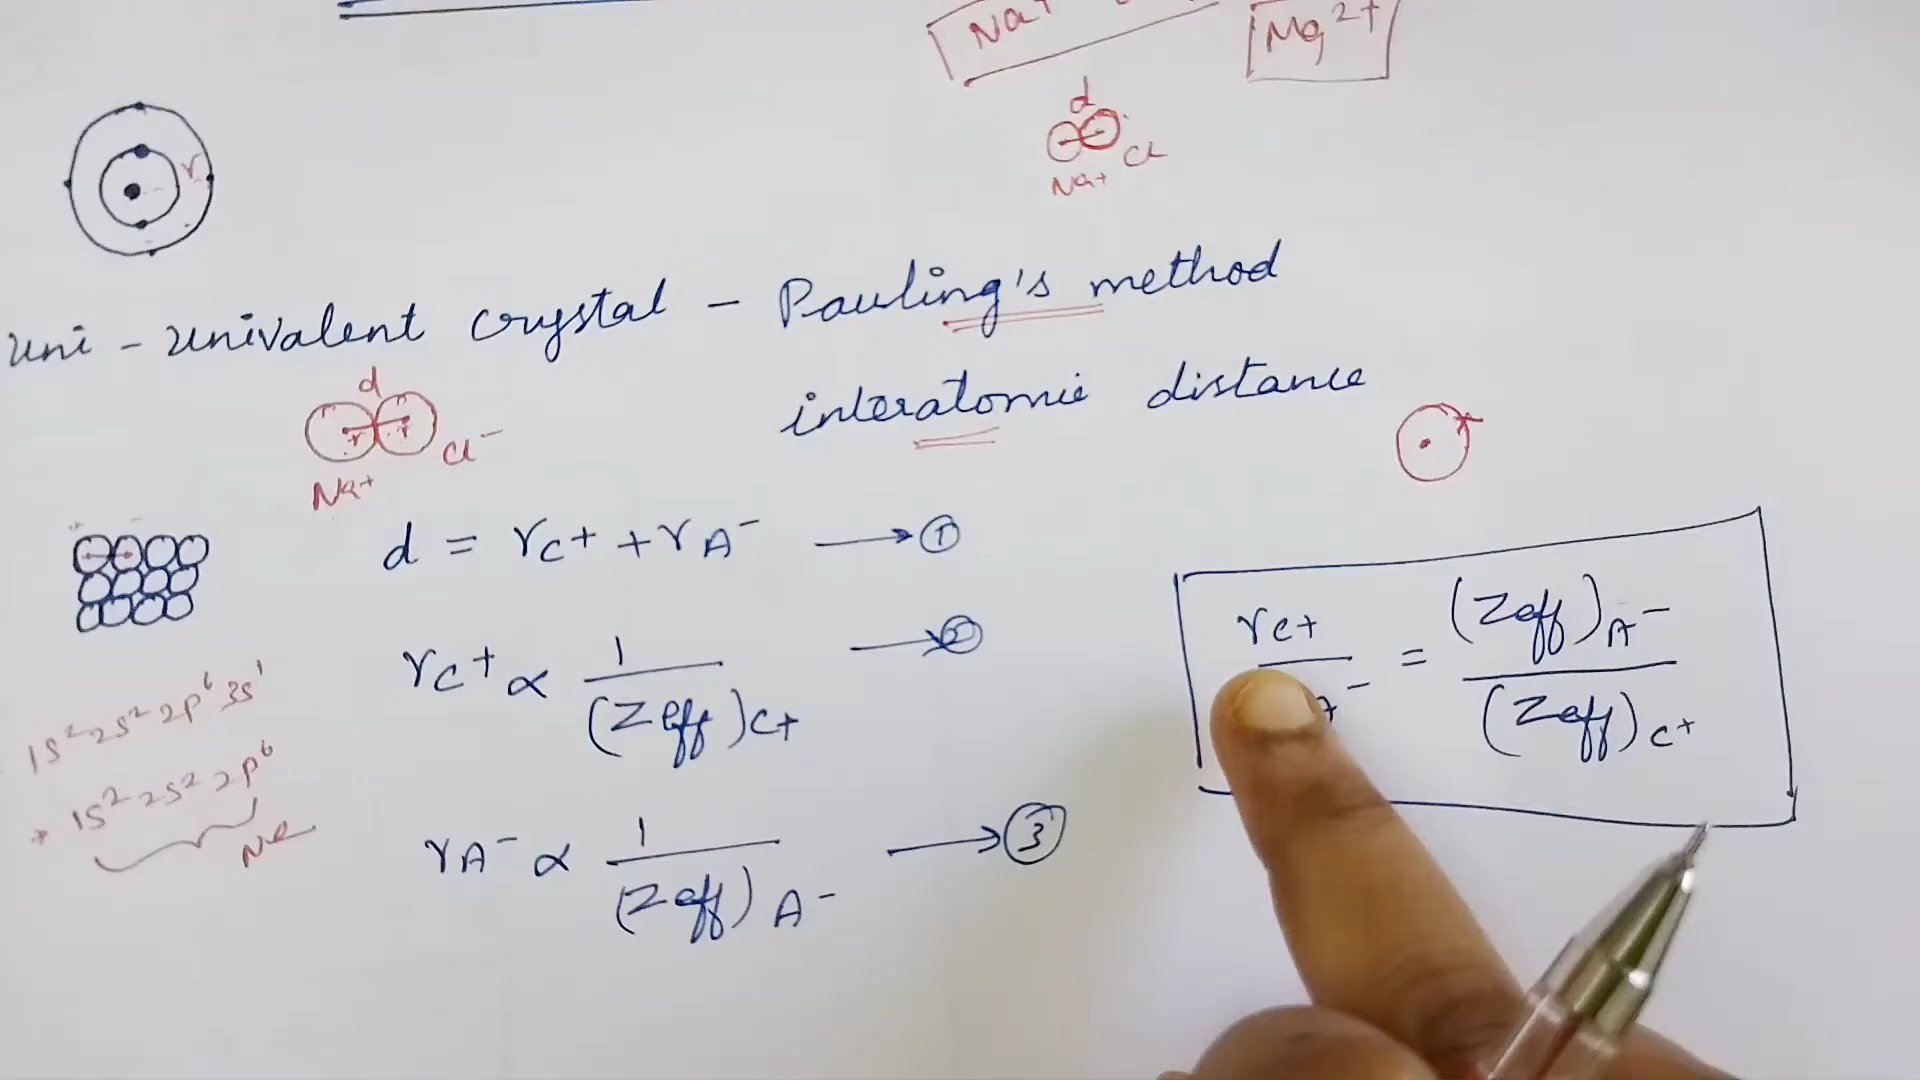 Na+
Mg2+
d
Na+ Cl
r
Uni - Univalent crystal - Pauling's method
interatomic distance
d
r r
Na+ Cl-
d = rC+ + rA- → ①
rC+ ∝ 1/(Zeff)C+ → ②
rA- ∝ 1/(Zeff)A- → ③
rC+/A- = (Zeff)A-/(Zeff)C+
1s2 2s2 2p6 3s1
+ 1s2 2s2 2p6
Ne